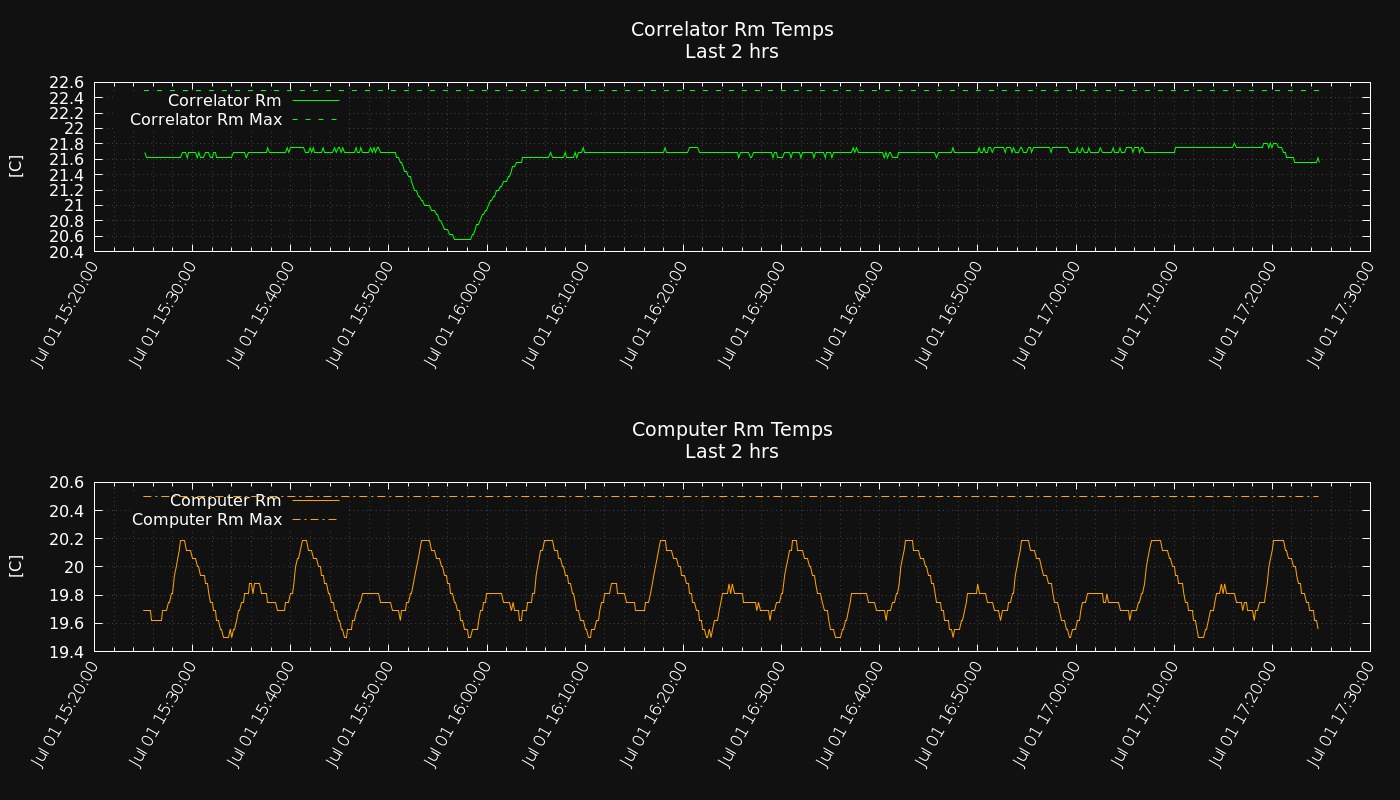 Correlator Rm Temps
Last 2 hrs
22.6
22.4
22.2
22
21.8
21.6
21.4
21.2
21
20.8
20.6
20.4
[C]
Correlator Rm
Correlator Rm Max
Jul 01 15:20:00
Jul 01 15:30:00
Jul 01 15:40:00
Jul 01 15:50:00
Jul 01 16:00:00
Jul 01 16:10:00
Jul 01 16:20:00
Jul 01 16:30:00
Jul 01 16:40:00
Jul 01 16:50:00
Jul 01 17:00:00
Jul 01 17:10:00
Jul 01 17:20:00
Jul 01 17:30:00
Computer Rm Temps
Last 2 hrs
20.6
20.4
20.2
20
19.8
19.6
19.4
[C]
Computer Rm
Computer Rm Max
Jul 01 15:20:00
Jul 01 15:30:00
Jul 01 15:40:00
Jul 01 15:50:00
Jul 01 16:00:00
Jul 01 16:10:00
Jul 01 16:20:00
Jul 01 16:30:00
Jul 01 16:40:00
Jul 01 16:50:00
Jul 01 17:00:00
Jul 01 17:10:00
Jul 01 17:20:00
Jul 01 17:30:00